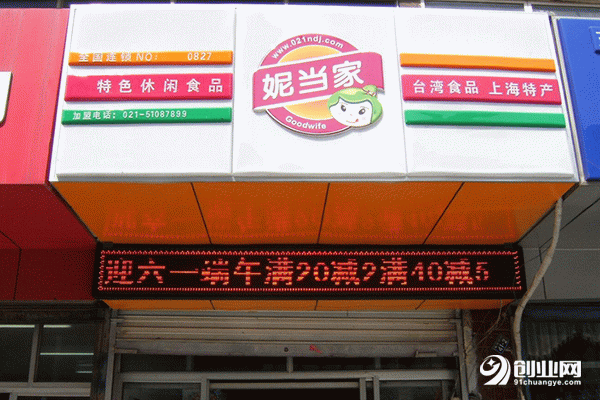 全国连锁NO: 0827
特色休闲食品
加盟电话: 021-51087899
www.021ndj.com
妮当家
Goodwife
台湾食品 上海特产
迎六一端午满20减2满40减5
创业网
91chuangye.com